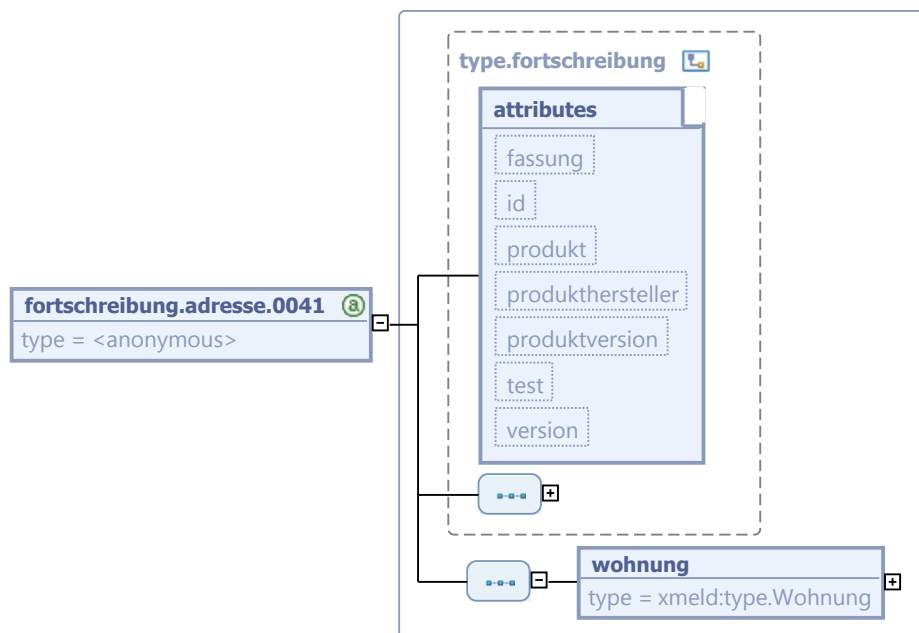 type.fortschreibung
attributes
fassung
id
produkt
produkthersteller
produktversion
test
version
fortschreibung.adresse.0041 a
type = <anonymous>
wohnung
type = xmeld:type.Wohnung